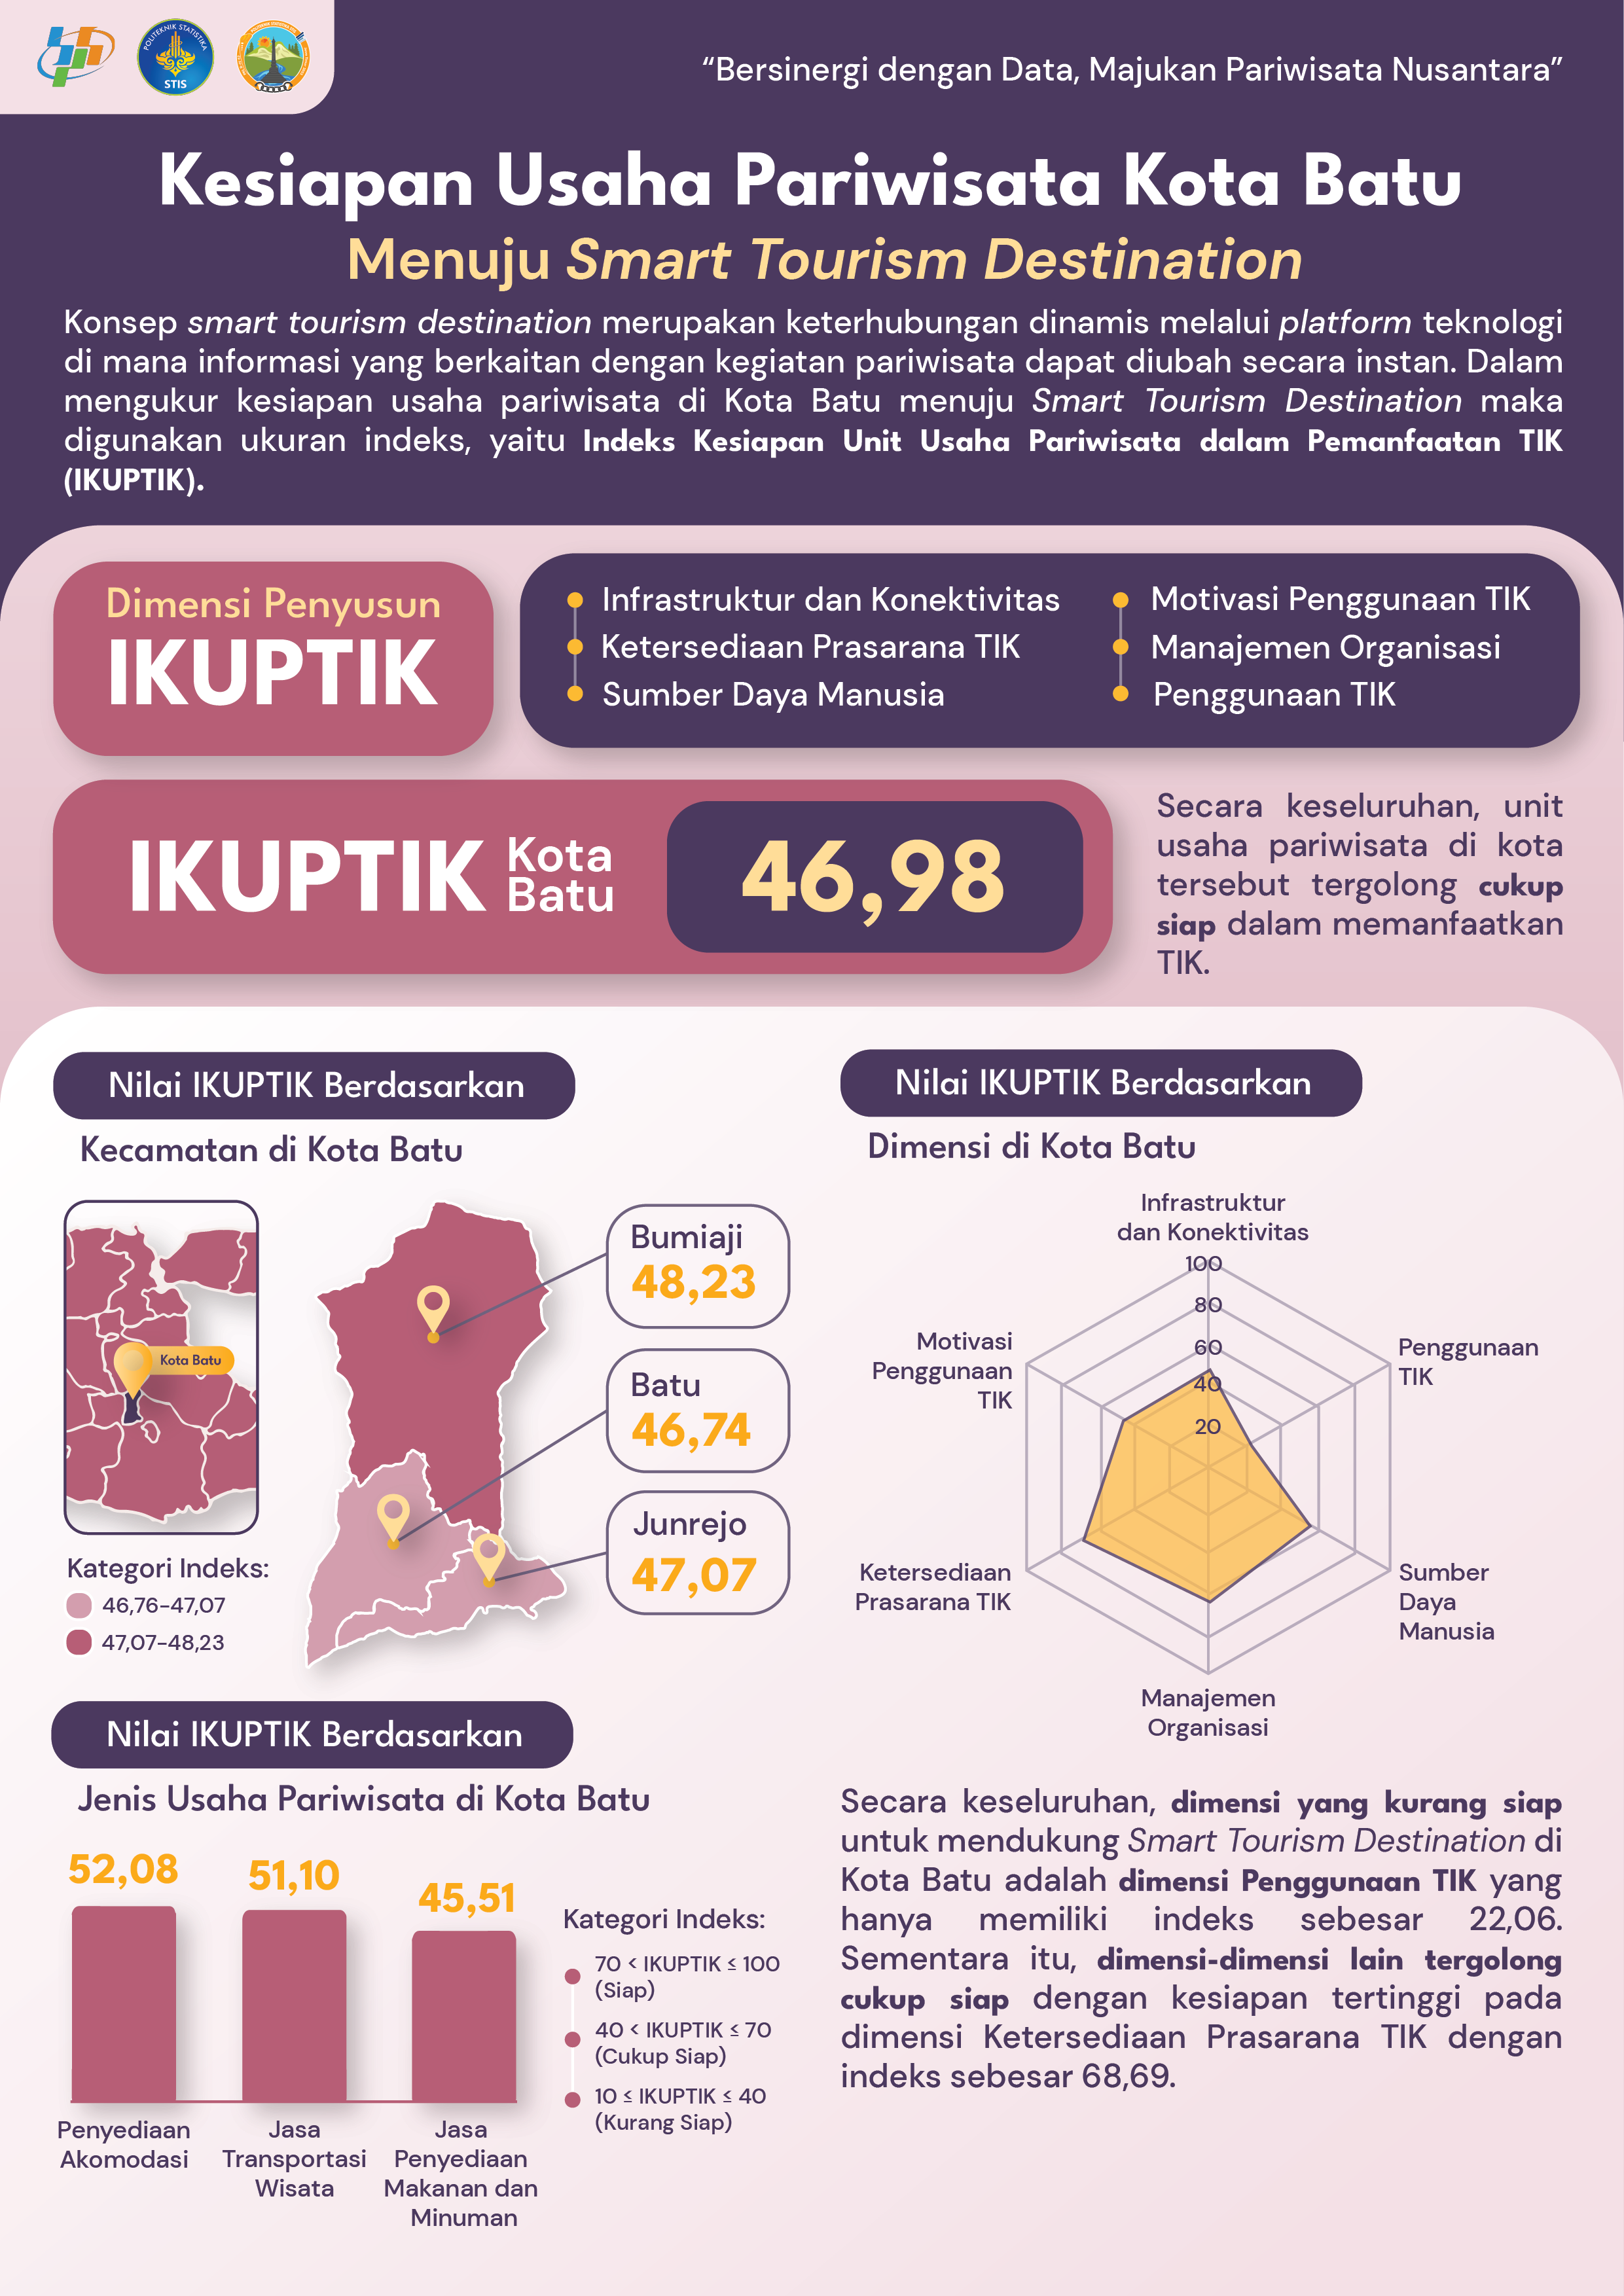 POLITEKNIK STATISTIKA
STIS
“Bersinergi dengan Data, Majukan Pariwisata Nusantara”
Kesiapan Usaha Pariwisata Kota Batu
Menuju Smart Tourism Destination
Konsep smart tourism destination merupakan keterhubungan dinamis melalui platform teknologi
di mana informasi yang berkaitan dengan kegiatan pariwisata dapat diubah secara instan. Dalam
mengukur kesiapan usaha pariwisata di Kota Batu menuju Smart Tourism Destination maka
digunakan ukuran indeks, yaitu Indeks Kesiapan Unit Usaha Pariwisata dalam Pemanfaatan TIK
(IKUPTIK).
Dimensi Penyusun
IKUPTIK
Infrastruktur dan Konektivitas
Ketersediaan Prasarana TIK
Sumber Daya Manusia
Motivasi Penggunaan TIK
Manajemen Organisasi
Penggunaan TIK
IKUPTIK Kota
Batu
46,98
Secara keseluruhan, unit
usaha pariwisata di kota
tersebut tergolong cukup
siap dalam memanfaatkan
TIK.
Nilai IKUPTIK Berdasarkan
Kecamatan di Kota Batu
Kota Batu
Kategori Indeks:
46,76-47,07
47,07-48,23
Bumiaji
48,23
Batu
46,74
Junrejo
47,07
Nilai IKUPTIK Berdasarkan
Dimensi di Kota Batu
Infrastruktur
dan Konektivitas
100
80
60
40
20
Motivasi
Penggunaan
TIK
Penggunaan
TIK
Ketersediaan
Prasarana TIK
Sumber
Daya
Manusia
Manajemen
Organisasi
Nilai IKUPTIK Berdasarkan
Jenis Usaha Pariwisata di Kota Batu
52,08
51,10
45,51
Penyediaan
Akomodasi
Jasa
Transportasi
Wisata
Jasa
Penyediaan
Makanan dan
Minuman
Kategori Indeks:
70 < IKUPTIK ≤ 100
(Siap)
40 < IKUPTIK ≤ 70
(Cukup Siap)
10 ≤ IKUPTIK ≤ 40
(Kurang Siap)
Secara keseluruhan, dimensi yang kurang siap
untuk mendukung Smart Tourism Destination di
Kota Batu adalah dimensi Penggunaan TIK yang
hanya memiliki indeks sebesar 22,06.
Sementara itu, dimensi-dimensi lain tergolong
cukup siap dengan kesiapan tertinggi pada
dimensi Ketersediaan Prasarana TIK dengan
indeks sebesar 68,69.